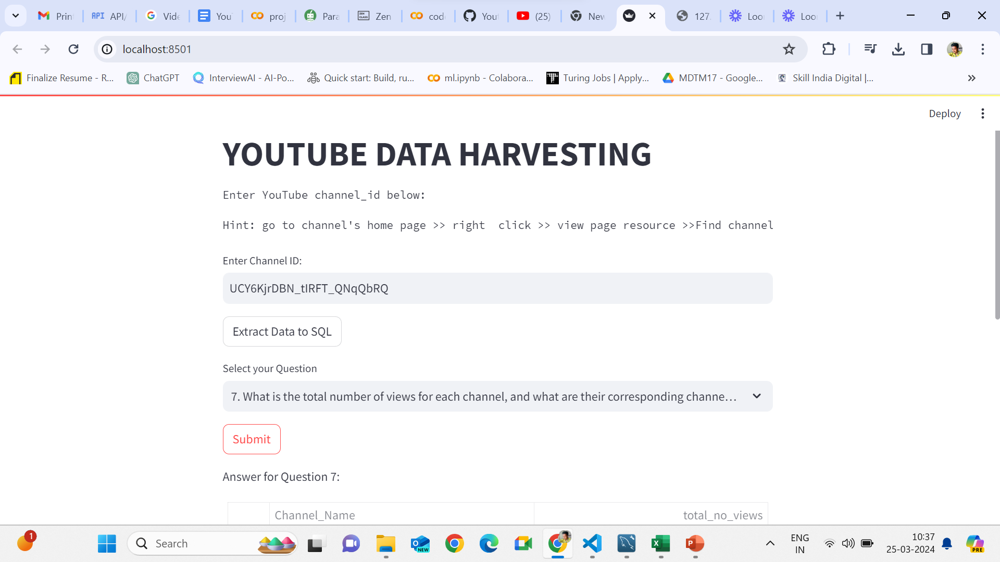 Prin
API
API/
Vide
You
proj
Para
Zen
cod
You
(25)
New
127.
Loo
Loo
localhost:8501
Finalize Resume - R...
ChatGPT
InterviewAI - AI-Po...
Quick start: Build, ru...
ml.ipynb - Colabora...
Turing Jobs | Apply...
MDTM17 - Google...
Skill India Digital |...
Deploy
YOUTUBE DATA HARVESTING
Enter YouTube channel_id below:
Hint: go to channel's home page >> right  click >> view page resource >>Find channel
Enter Channel ID:
UCY6KjrDBN_tIRFT_QNqQbRQ
Extract Data to SQL
Select your Question
7. What is the total number of views for each channel, and what are their corresponding channe...
Submit
Answer for Question 7:
Channel_Name total_no_views
1
Search
NEW
ENG
IN
10:37
25-03-2024
PRE